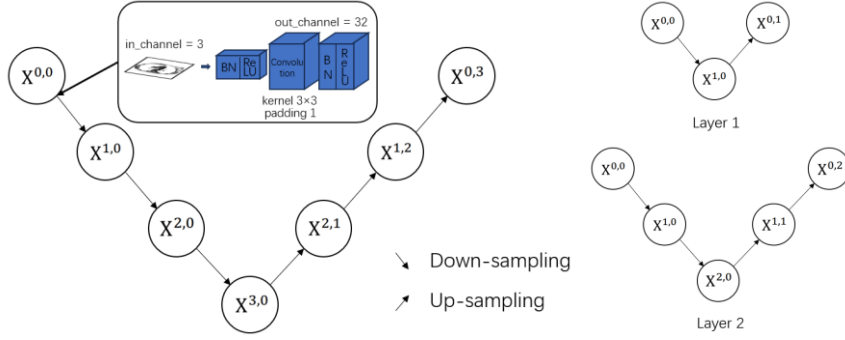 out_channel = 32
in_channel = 3
BN
ReLU
Convolu
tion
BN
ReLU
kernel 3×3
padding 1
X^{0,0}
X^{0,3}
X^{1,0}
X^{1,2}
X^{2,0}
X^{2,1}
X^{3,0}
Down-sampling
Up-sampling
X^{0,0}
X^{0,1}
X^{1,0}
Layer 1
X^{0,0}
X^{0,2}
X^{1,0}
X^{1,1}
X^{2,0}
Layer 2